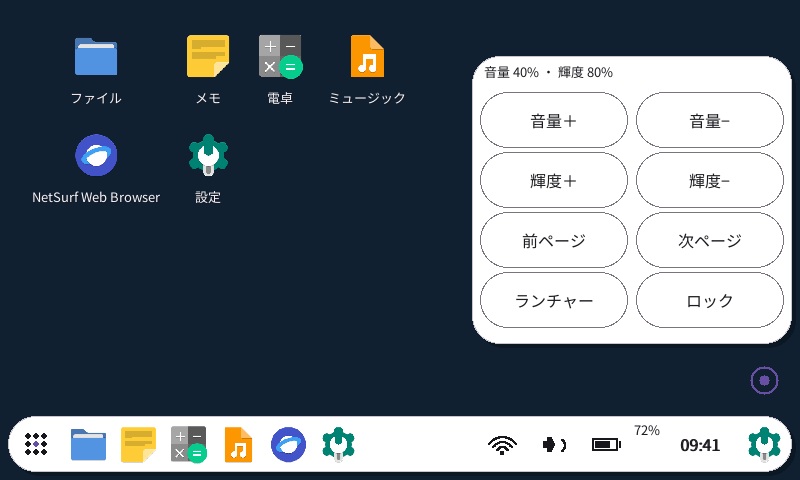 ファイル
メモ
電卓
ミュージック
NetSurf Web Browser
設定
音量 40% ・ 輝度 80%
音量＋
音量−
輝度＋
輝度−
前ページ
次ページ
ランチャー
ロック
72%
09:41